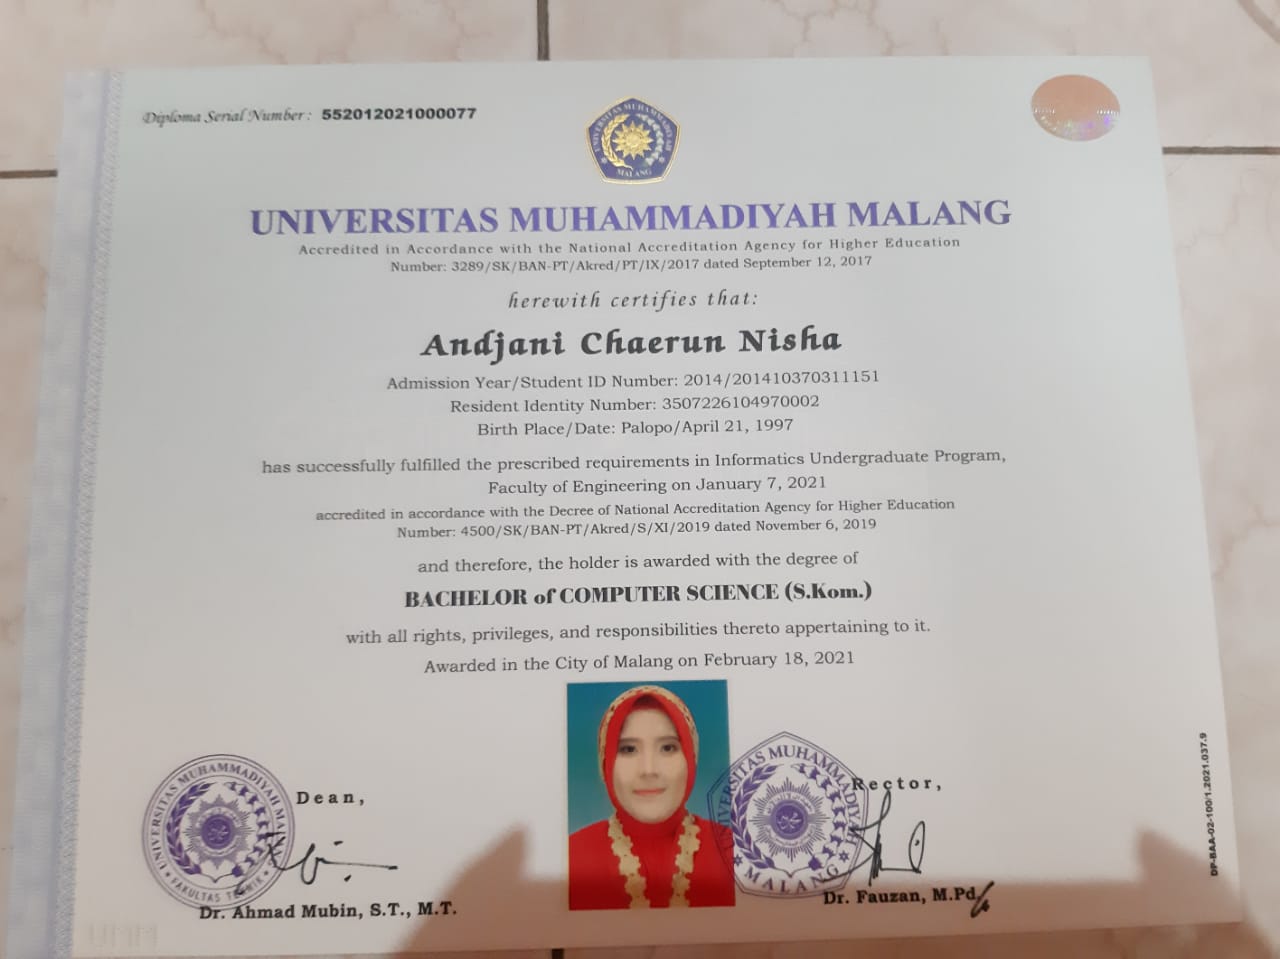 Diploma Serial Number : 552012021000077
UNIVERSITAS MUHAMMADIYAH
MALANG
UNIVERSITAS MUHAMMADIYAH MALANG
Accredited in Accordance with the National Accreditation Agency for Higher Education
Number: 3289/SK/BAN-PT/Akred/PT/IX/2017 dated September 12, 2017
herewith certifies that:
Andjani Chaerun Nisha
Admission Year/Student ID Number: 2014/201410370311151
Resident Identity Number: 3507226104970002
Birth Place/Date: Palopo/April 21, 1997
has successfully fulfilled the prescribed requirements in Informatics Undergraduate Program,
Faculty of Engineering on January 7, 2021
accredited in accordance with the Decree of National Accreditation Agency for Higher Education
Number: 4500/SK/BAN-PT/Akred/S/XI/2019 dated November 6, 2019
and therefore, the holder is awarded with the degree of
BACHELOR of COMPUTER SCIENCE (S.Kom.)
with all rights, privileges, and responsibilities thereto appertaining to it.
Awarded in the City of Malang on February 18, 2021
UNIVERSITAS MUHAMMADIYAH MALANG
FAKULTAS TEKNIK
Dean,
Dr. Ahmad Mubin, S.T., M.T.
UNIVERSITAS MUHAMMADIYAH
MALANG
Rector,
Dr. Fauzan, M.Pd
DP-BAA-02-100/1.2021.037.9
UMM